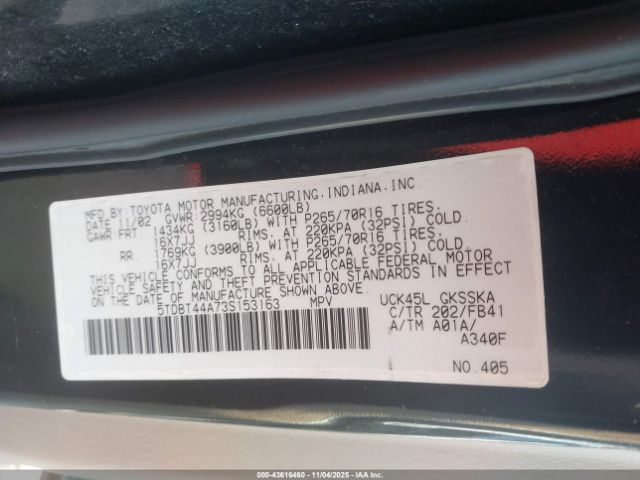 MFD. BY: TOYOTA MOTOR MANUFACTURING, INDIANA, INC.
DATE 11/02 GVWR 2994KG (6600LB)
GAWR:FRT 1434KG (3160LB) WITH P265/70R16 TIRES.
16X7JJ RIMS. AT 220KPA (32PSI) COLD.
RR 1769KG (3900LB) WITH P265/70R16 TIRES.
16X7JJ RIMS. AT 220KPA (32PSI) COLD.
THIS VEHICLE CONFORMS TO ALL APPLICABLE FEDERAL MOTOR
VEHICLE SAFETY AND THEFT PREVENTION STANDARDS IN EFFECT
ON THE DATE OF MANUFACTURE SHOWN ABOVE.
5TDBT44A73S153163 MPV
UCK45L GKSSKA
C/TR 202/FB41
A/TM A01A/
A340F
NO.405
000-43616460 - 11/04/2025 - IAAI Copart